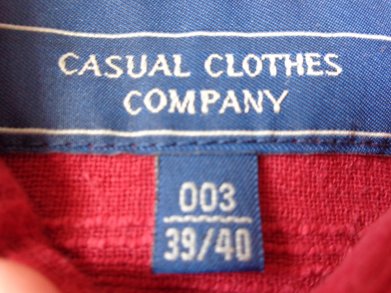 CASUAL CLOTHES
COMPANY
003
39/40